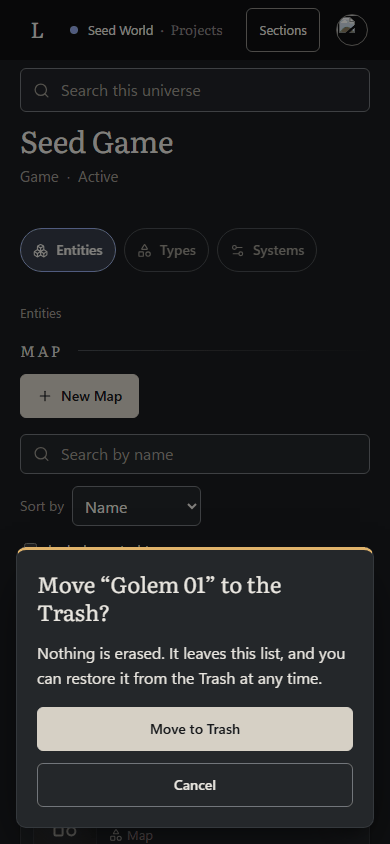 L
Seed World · Projects
Sections
Search this universe
Seed Game
Game · Active
Entities
Types
Systems
Entities
MAP
New Map
Search by name
Sort by
Name
Move “Golem 01” to the
Trash?
Nothing is erased. It leaves this list, and you
can restore it from the Trash at any time.
Move to Trash
Cancel
Map